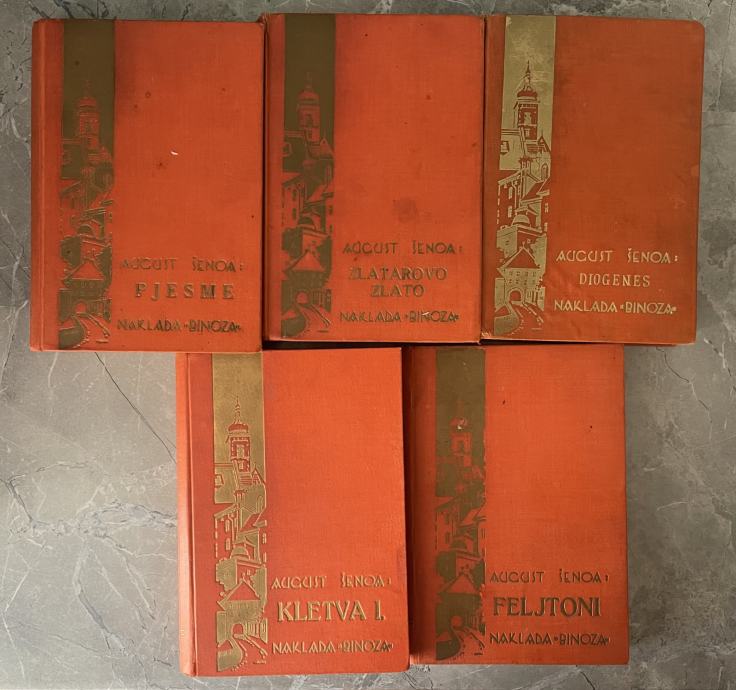 AUGUST ŠENOA:
PJESME
NAKLADA "BINOZA"
AUGUST ŠENOA:
ZLATAROVO
ZLATO
NAKLADA "BINOZA"
AUGUST ŠENOA:
DIOGENES
NAKLADA "BINOZA"
AUGUST ŠENOA:
KLETVA I.
NAKLADA "BINOZA"
AUGUST ŠENOA:
FELJTONI
NAKLADA "BINOZA"